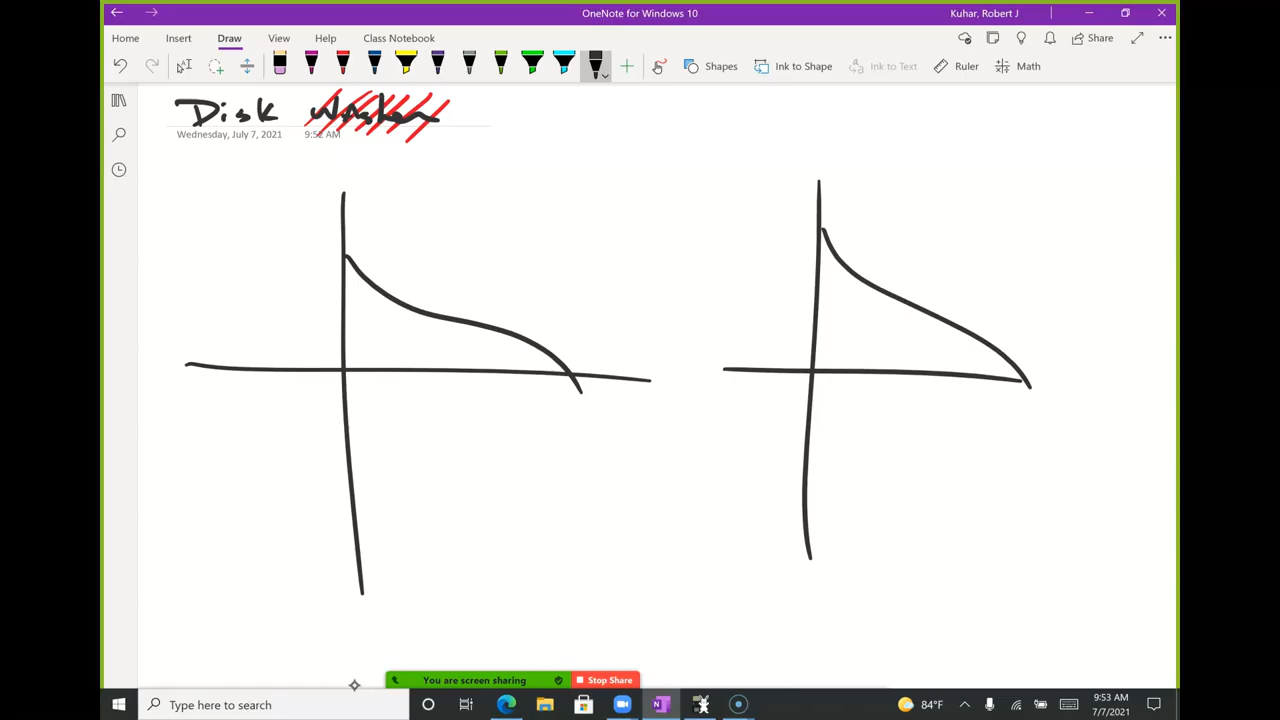 OneNote for Windows 10
Kuhar, Robert J
Home Insert Draw View Help Class Notebook
Share
Shapes Ink to Shape Ink to Text Ruler Math
Disk Washer
Wednesday, July 7, 2021 9:52 AM
You are screen sharing Stop Share
Type here to search
84°F
9:53 AM
7/7/2021